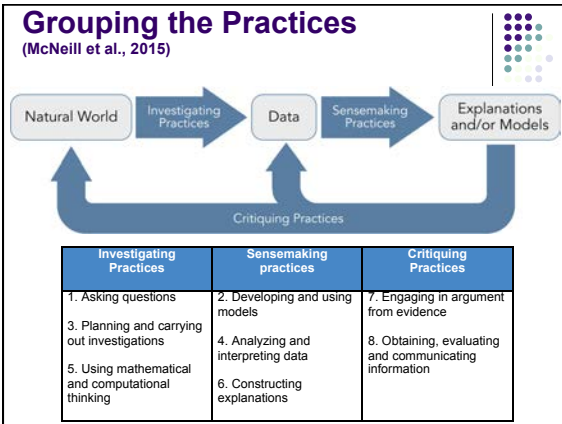 Grouping the Practices
(McNeill et al., 2015)
Natural World
Investigating
Practices
Data
Sensemaking
Practices
Explanations
and/or Models
Critiquing Practices
Investigating
Practices
Sensemaking
practices
Critiquing
Practices
1. Asking questions
3. Planning and carrying
out investigations
5. Using mathematical
and computational
thinking
2. Developing and using
models
4. Analyzing and
interpreting data
6. Constructing
explanations
7. Engaging in argument
from evidence
8. Obtaining, evaluating
and communicating
information